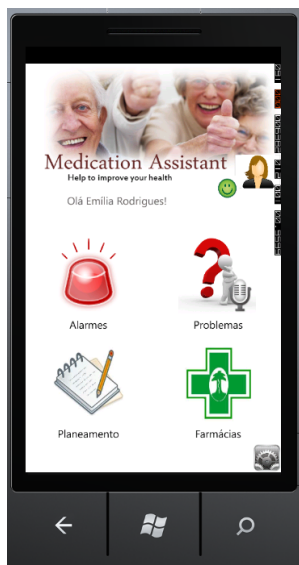 Medication Assistant
Help to improve your health
Olá Emília Rodrigues!
Alarmes
Problemas
Planeamento
Farmácias